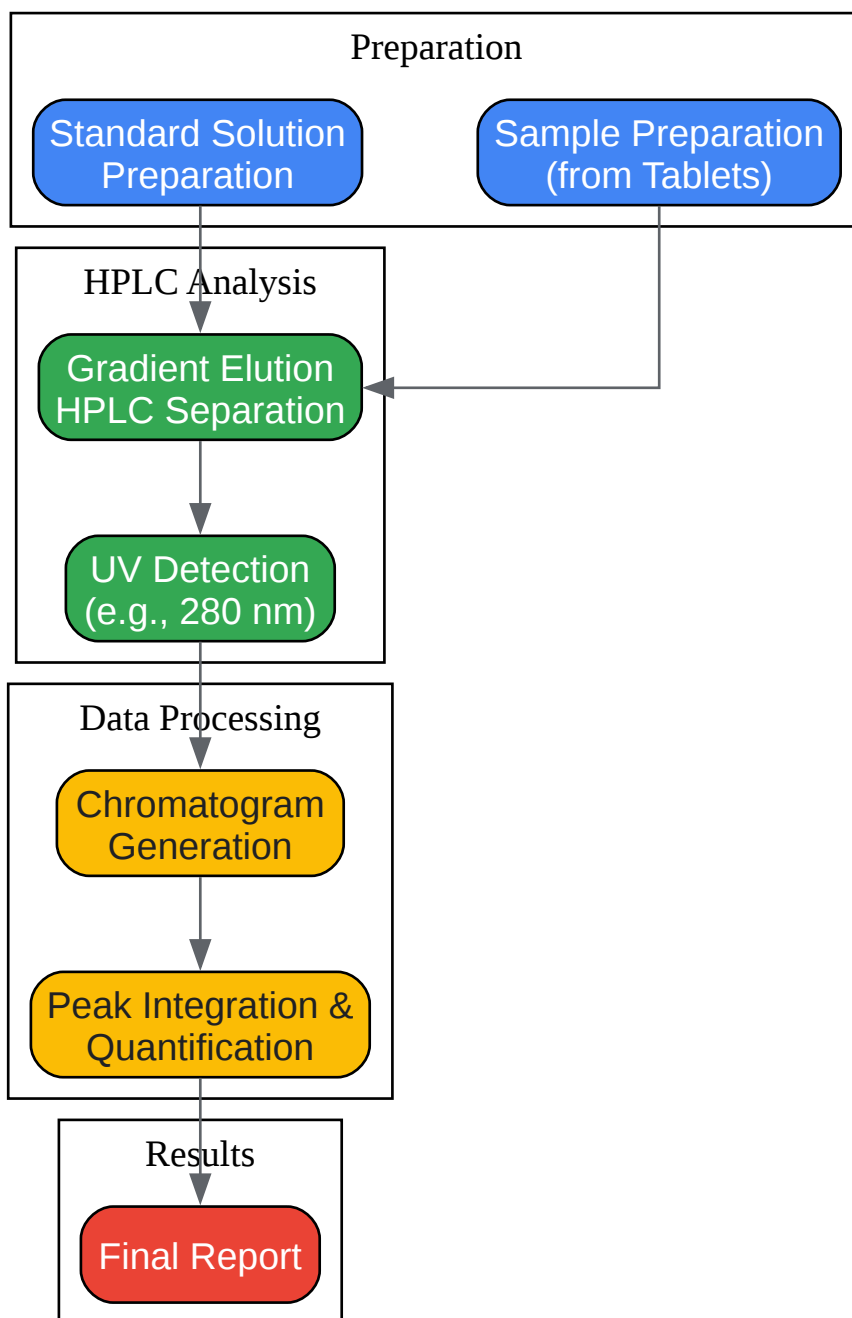 Preparation
Standard Solution
Preparation
Sample Preparation
(from Tablets)
HPLC Analysis
Gradient Elution
HPLC Separation
UV Detection
(e.g., 280 nm)
Data Processing
Chromatogram
Generation
Peak Integration &
Quantification
Results
Final Report